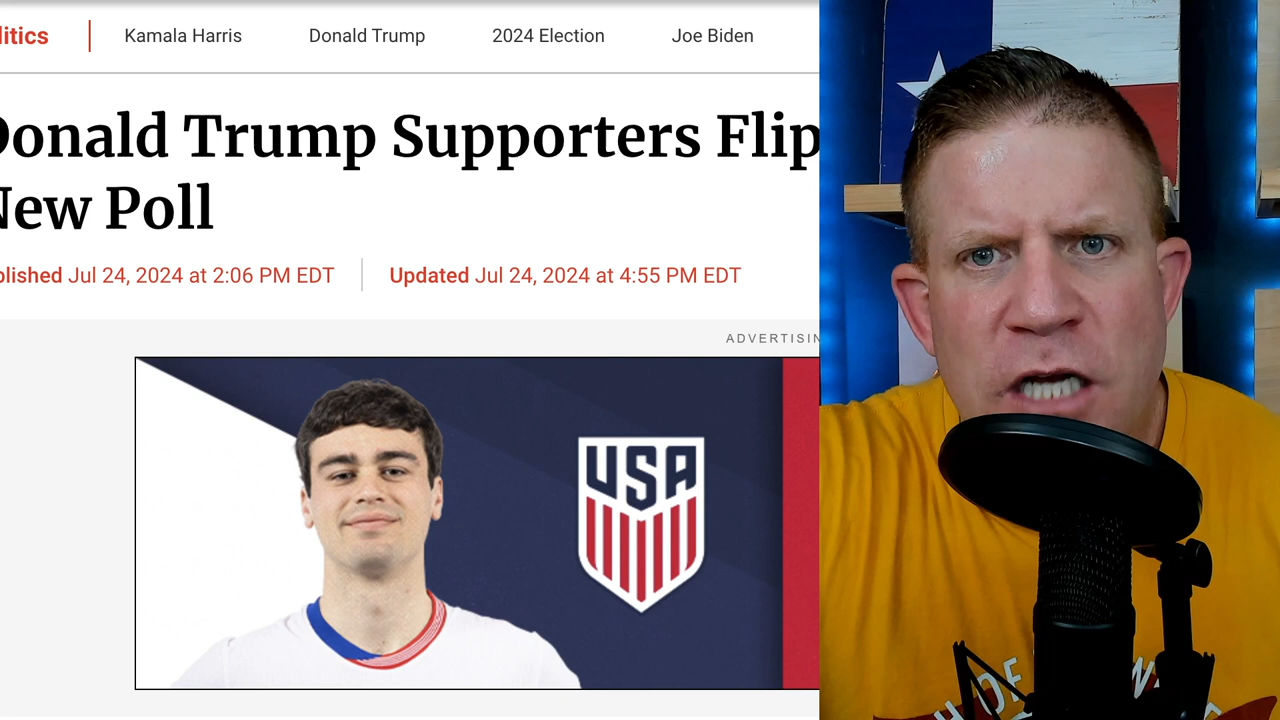 litics
Kamala Harris
Donald Trump
2024 Election
Joe Biden
Donald Trump Supporters Flip
New Poll
blished Jul 24, 2024 at 2:06 PM EDT
Updated Jul 24, 2024 at 4:55 PM EDT
ADVERTISIN
USA
OF